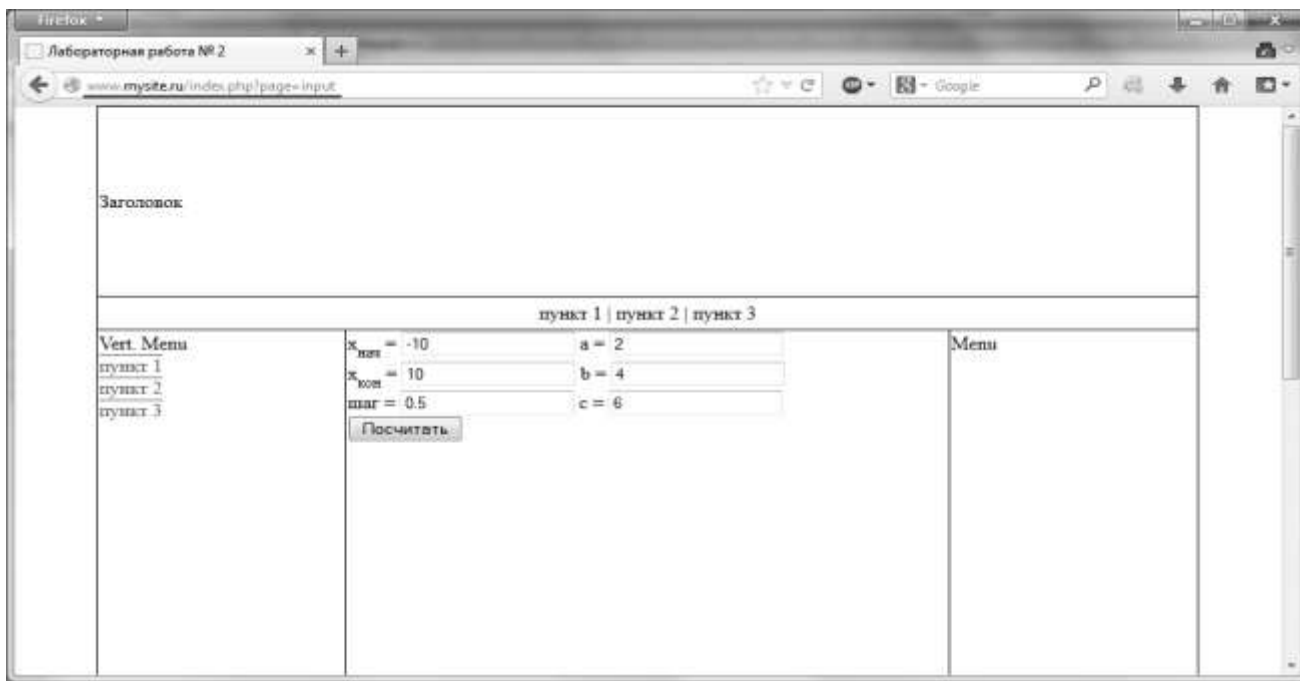 Firefox
Лабораторная работа № 2
www.mysite.ru/index.php?page=input
Google
Заголовок
пункт 1 | пункт 2 | пункт 3
Vert. Menu
пункт 1
пункт 2
пункт 3
xнач = -10 a = 2
xкон = 10 b = 4
шаг = 0.5 c = 6
Посчитать
Menu